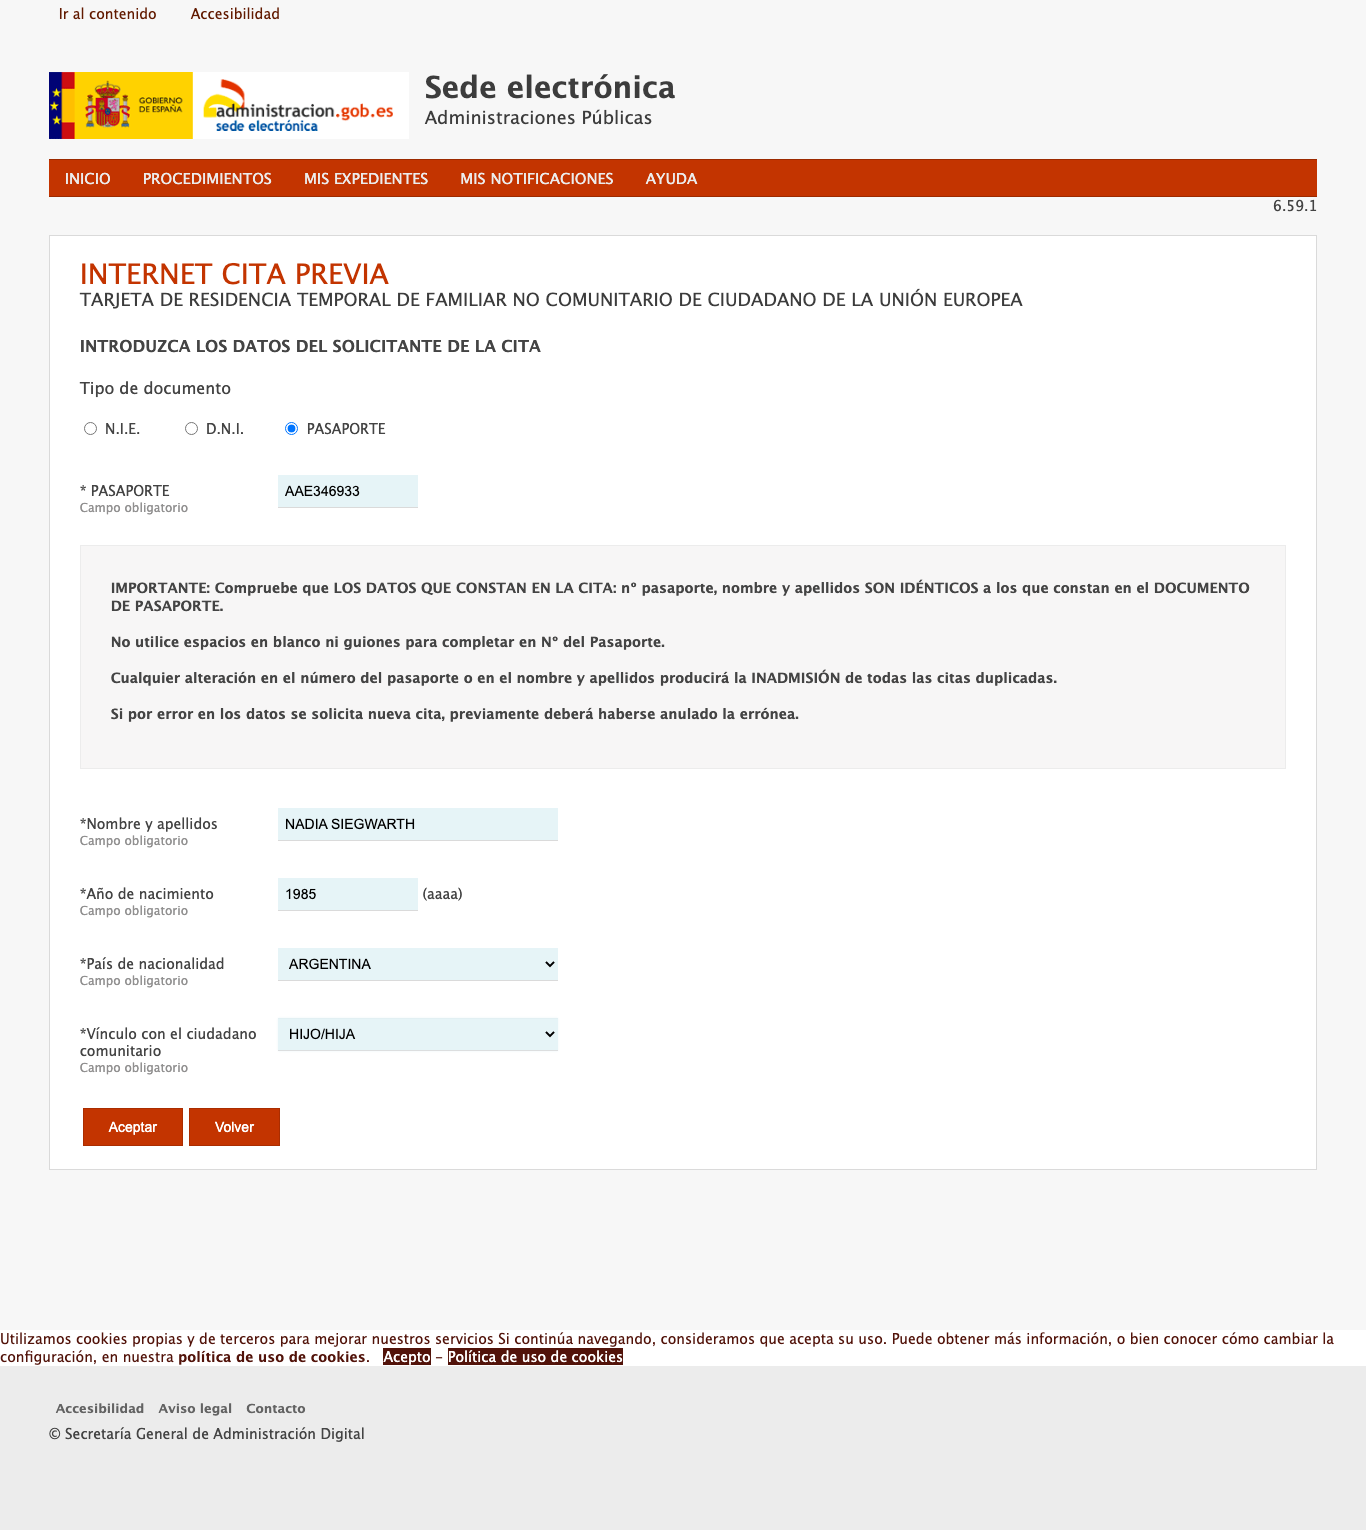 Ir al contenido Accesibilidad
GOBIERNO
DE ESPAÑA
administracion.gob.es
sede electrónica
Sede electrónica
Administraciones Públicas
INICIO PROCEDIMIENTOS MIS EXPEDIENTES MIS NOTIFICACIONES AYUDA
6.59.1
INTERNET CITA PREVIA
TARJETA DE RESIDENCIA TEMPORAL DE FAMILIAR NO COMUNITARIO DE CIUDADANO DE LA UNIÓN EUROPEA
INTRODUZCA LOS DATOS DEL SOLICITANTE DE LA CITA
Tipo de documento
N.I.E. D.N.I. PASAPORTE
* PASAPORTE AAE346933
Campo obligatorio
IMPORTANTE: Compruebe que LOS DATOS QUE CONSTAN EN LA CITA: nº pasaporte, nombre y apellidos SON IDÉNTICOS a los que constan en el DOCUMENTO
DE PASAPORTE.
No utilice espacios en blanco ni guiones para completar en Nº del Pasaporte.
Cualquier alteración en el número del pasaporte o en el nombre y apellidos producirá la INADMISIÓN de todas las citas duplicadas.
Si por error en los datos se solicita nueva cita, previamente deberá haberse anulado la errónea.
*Nombre y apellidos NADIA SIEGWARTH
Campo obligatorio
*Año de nacimiento 1985 (aaaa)
Campo obligatorio
*País de nacionalidad ARGENTINA
Campo obligatorio
*Vínculo con el ciudadano HIJO/HIJA
comunitario
Campo obligatorio
Aceptar Volver
Utilizamos cookies propias y de terceros para mejorar nuestros servicios Si continúa navegando, consideramos que acepta su uso. Puede obtener más información, o bien conocer cómo cambiar la
configuración, en nuestra política de uso de cookies. Acepto - Política de uso de cookies
Accesibilidad Aviso legal Contacto
© Secretaría General de Administración Digital